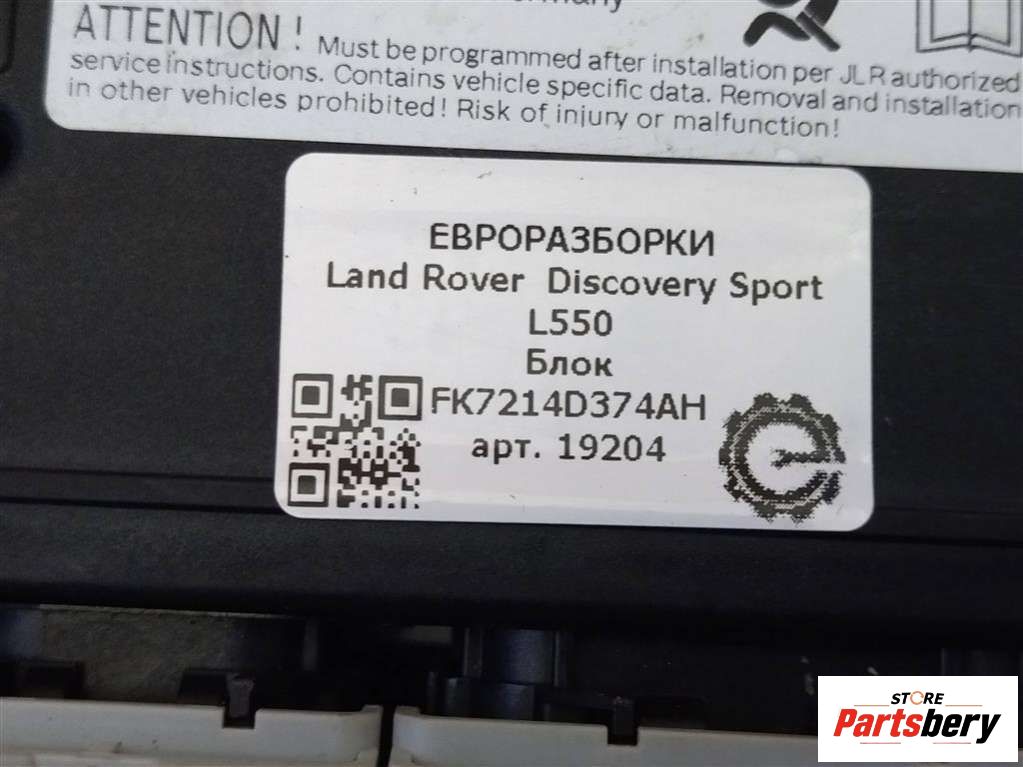 ATTENTION! Must be programmed after installation per JLR authorized
service instructions. Contains vehicle specific data. Removal and installation
in other vehicles prohibited! Risk of injury or malfunction!
ЕВРОРАЗБОРКИ
Land Rover Discovery Sport
L550
Блок
FK7214D374AH
арт. 19204
STORE
Partsbery